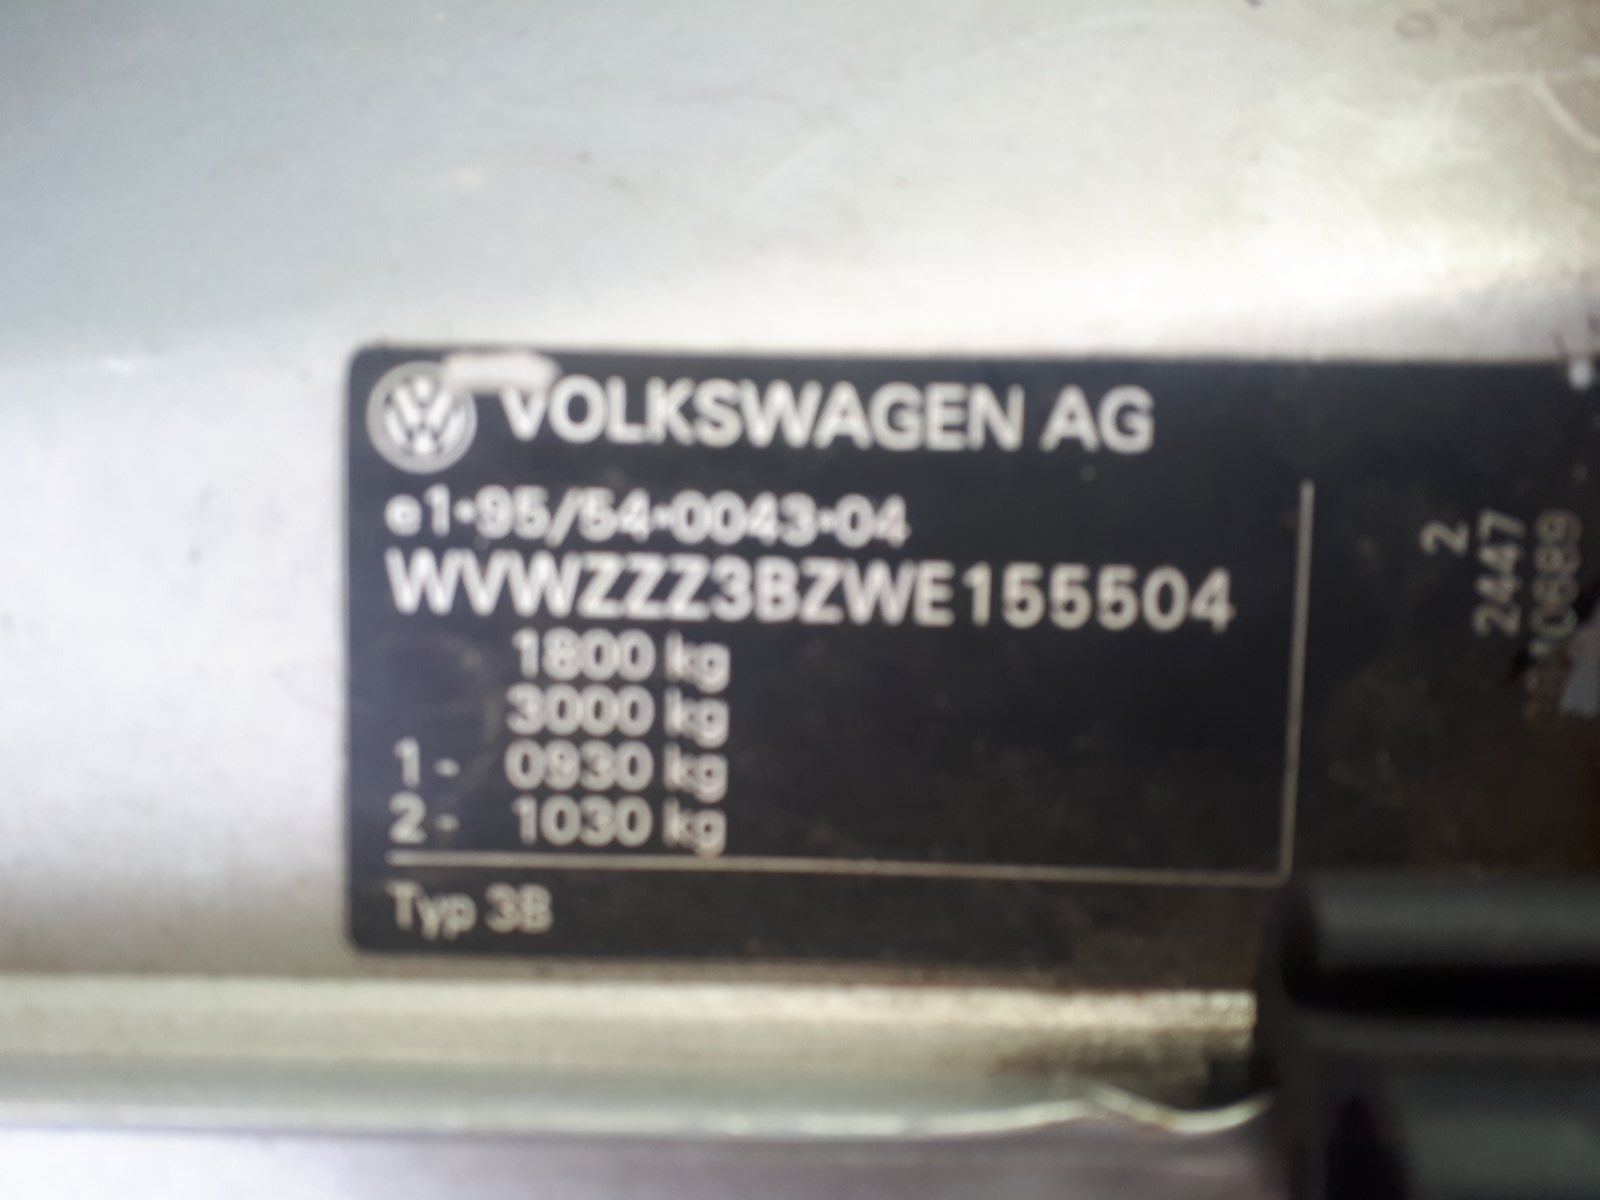 VOLKSWAGEN AG
e1*95/54*0043*04
WVWZZZ3BZWE155504
1800 kg
3000 kg
1- 0930 kg
2- 1030 kg
Typ 3B
2
2447